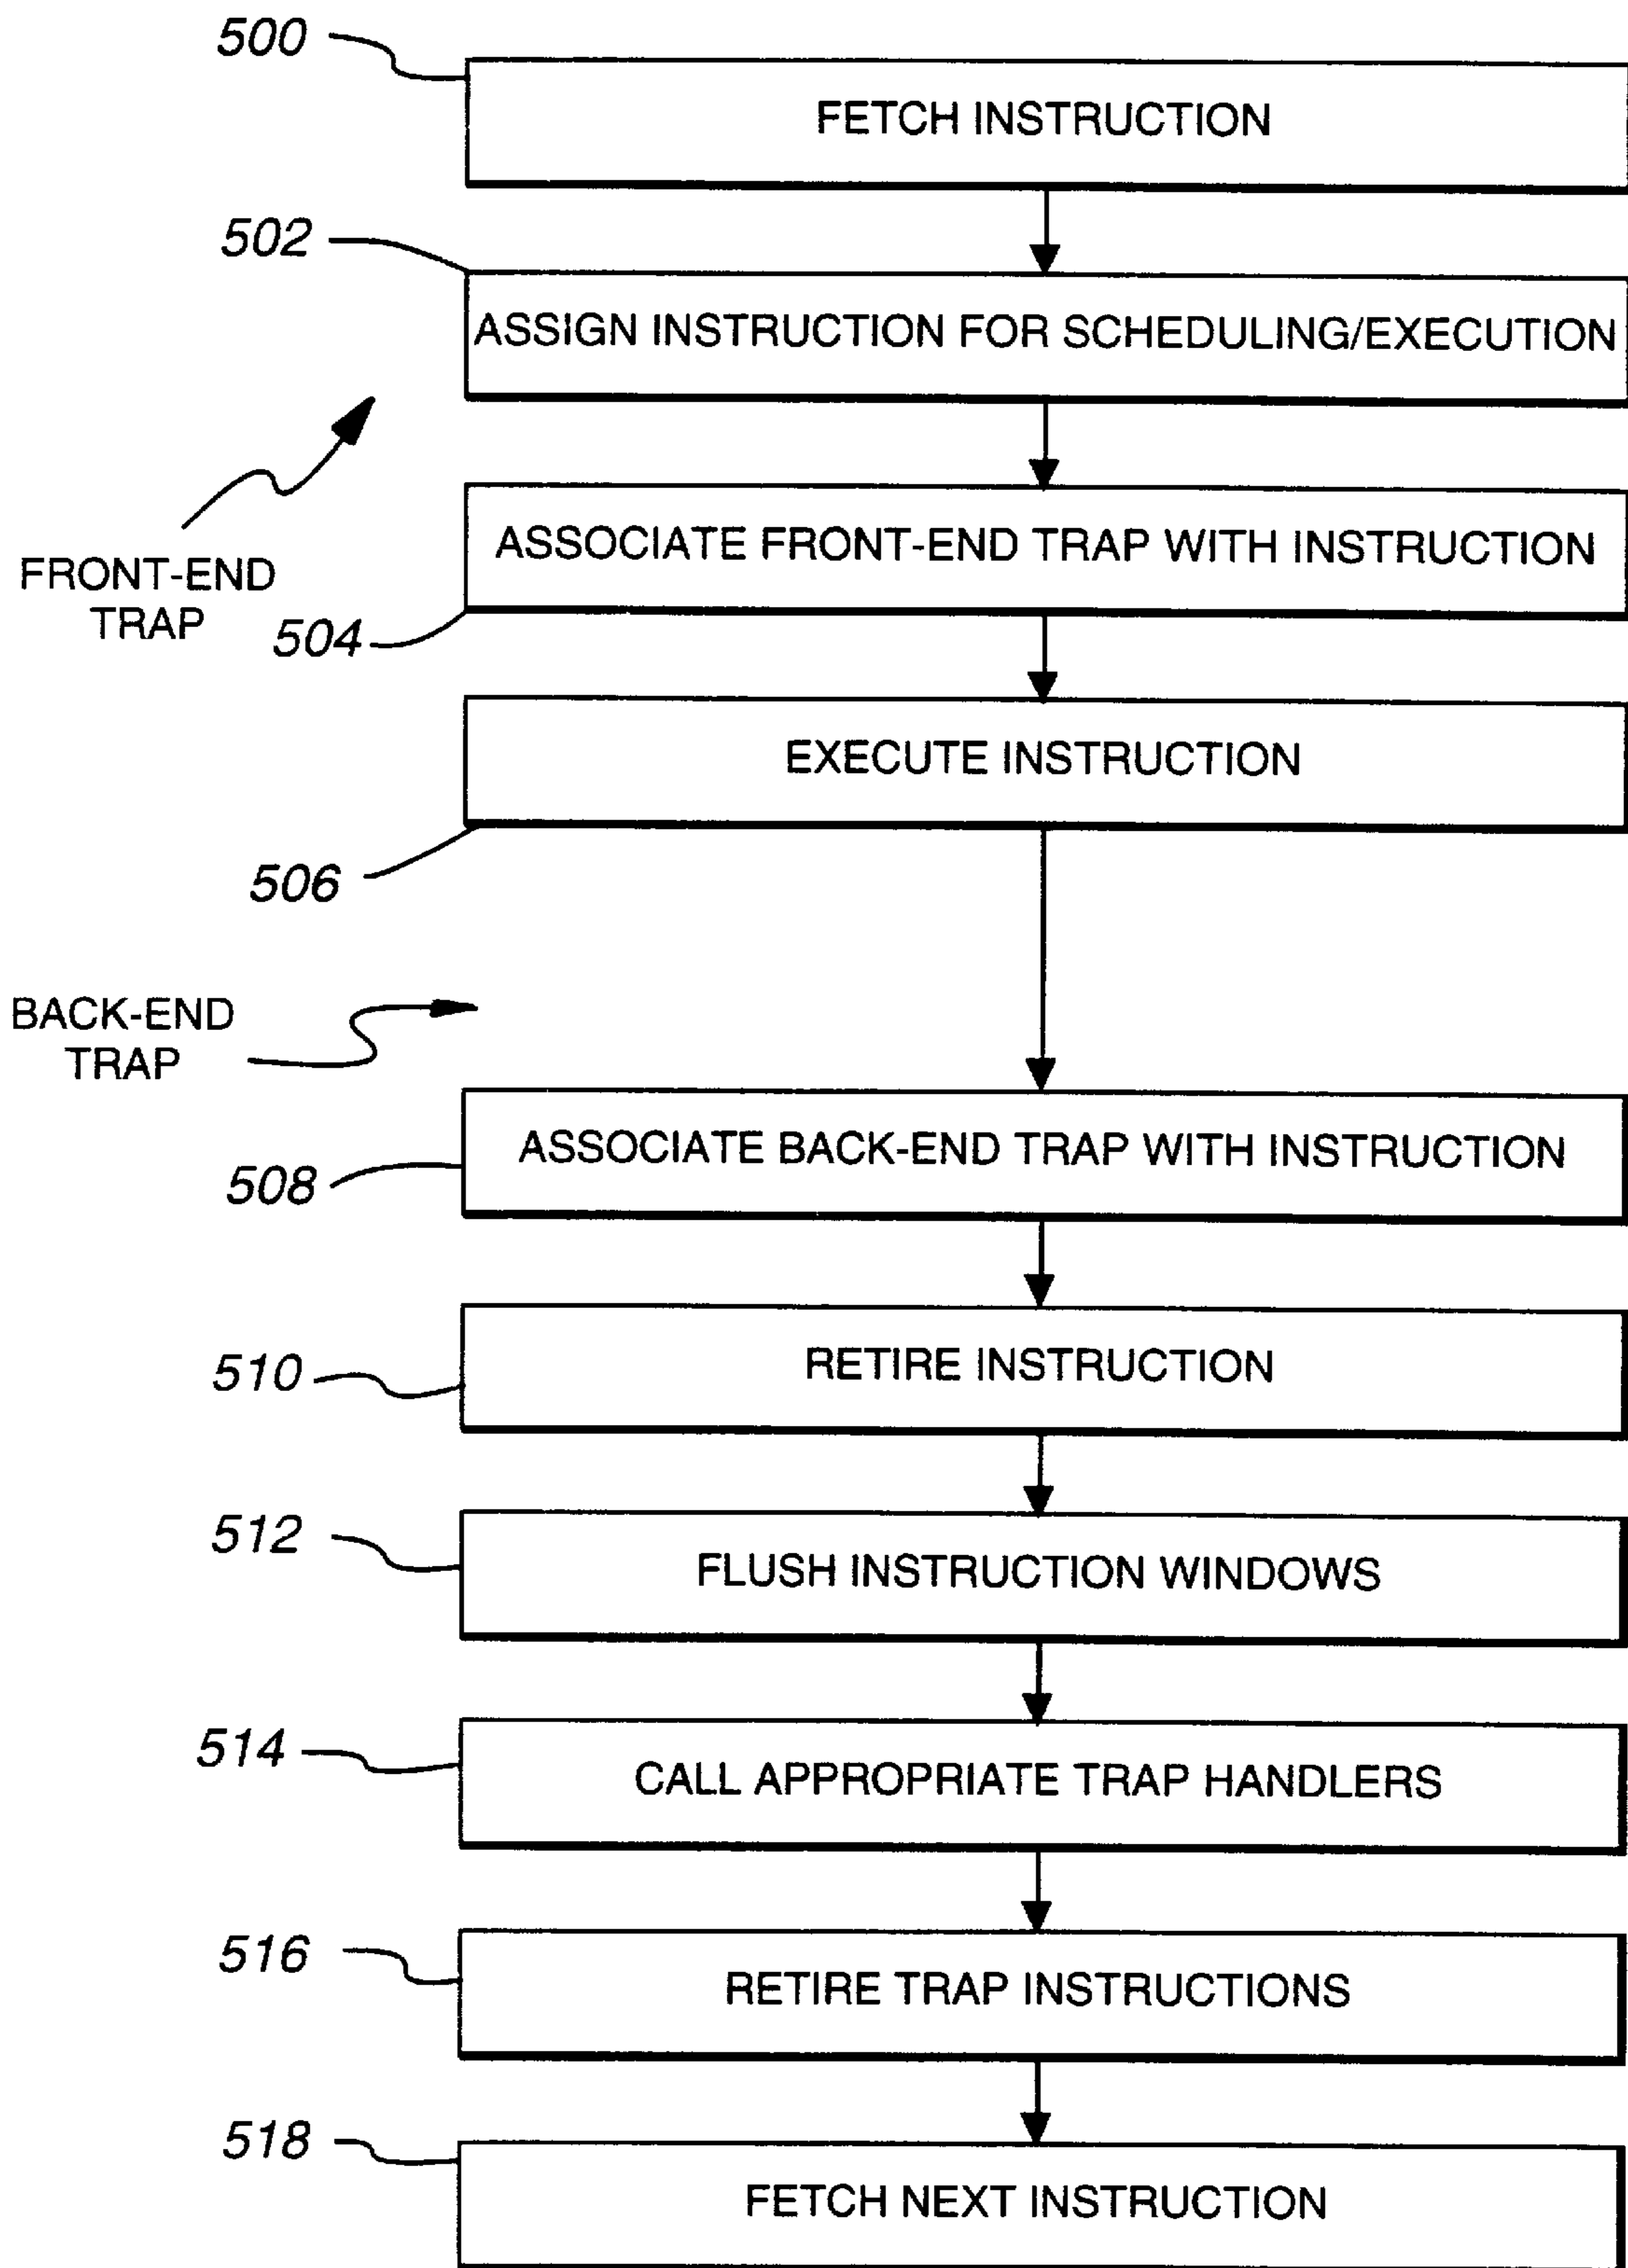 500
FETCH INSTRUCTION
502
ASSIGN INSTRUCTION FOR SCHEDULING/EXECUTION
FRONT-END
TRAP
504
ASSOCIATE FRONT-END TRAP WITH INSTRUCTION
EXECUTE INSTRUCTION
506
BACK-END
TRAP
508
ASSOCIATE BACK-END TRAP WITH INSTRUCTION
510
RETIRE INSTRUCTION
512
FLUSH INSTRUCTION WINDOWS
514
CALL APPROPRIATE TRAP HANDLERS
516
RETIRE TRAP INSTRUCTIONS
518
FETCH NEXT INSTRUCTION